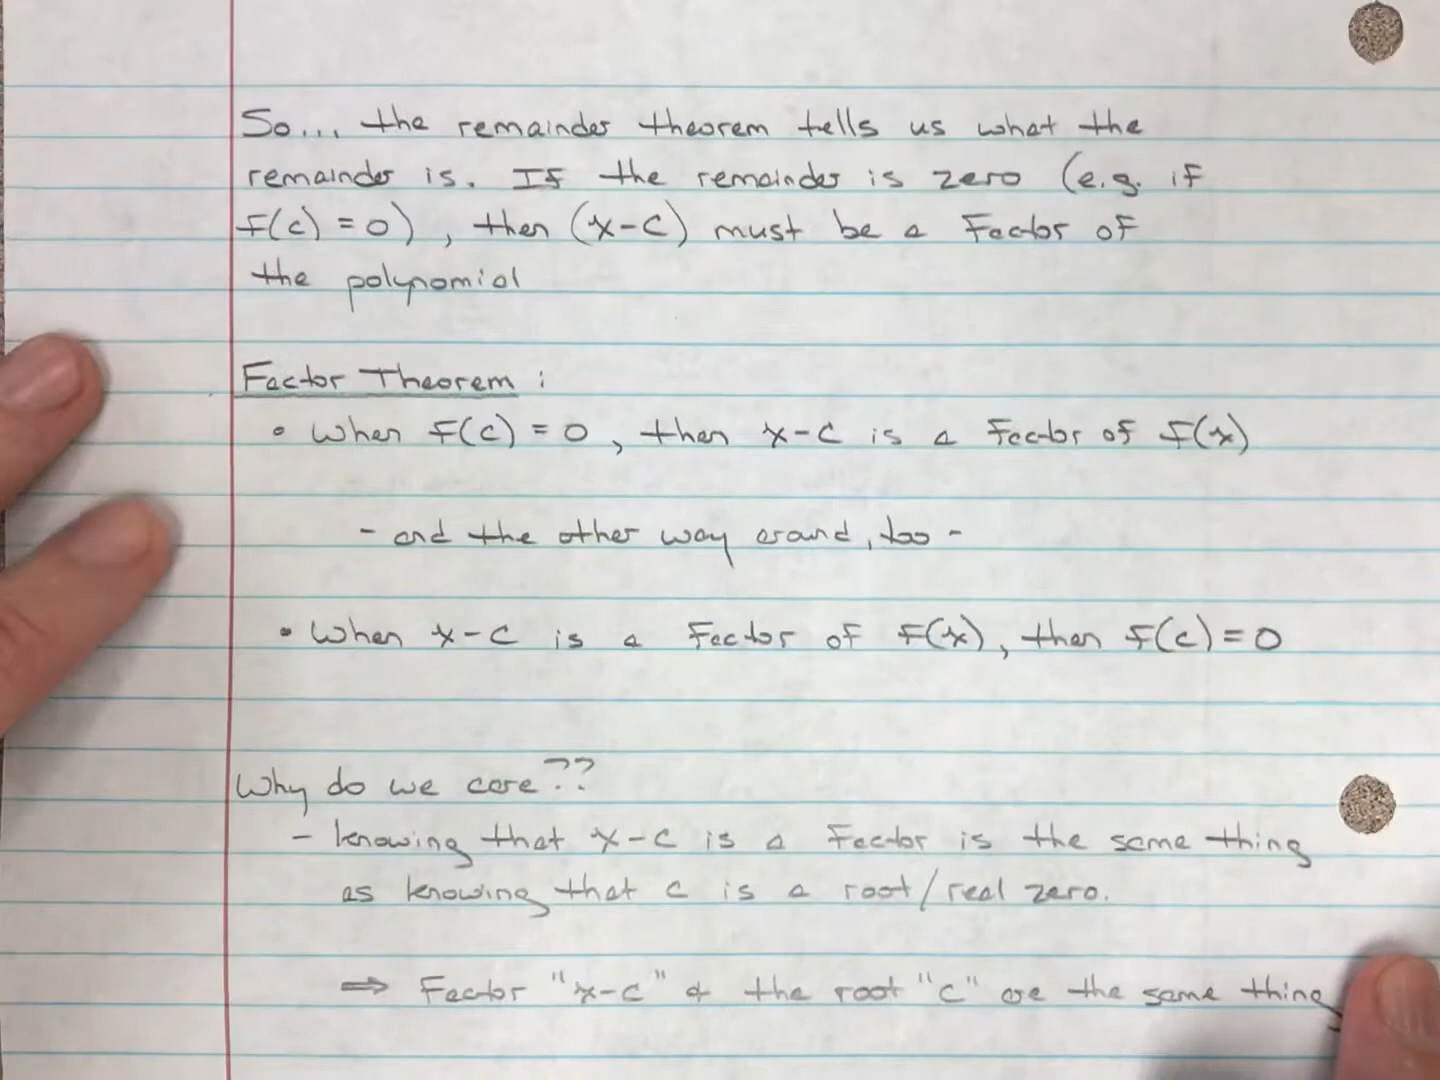 So... the remainder theorem tells us what the
remainder is. If the remainder is zero (e.g. if
f(c) = 0), then (x-c) must be a factor of
the polynomial
Factor Theorem:
• When f(c) = 0, then x-c is a factor of f(x)
- and the other way around, too -
• When x-c is a factor of f(x), then f(c) = 0
Why do we care??
- knowing that x-c is a factor is the same thing
as knowing that c is a root/real zero.
⇒ Factor "x-c" & the root "c" are the same thing